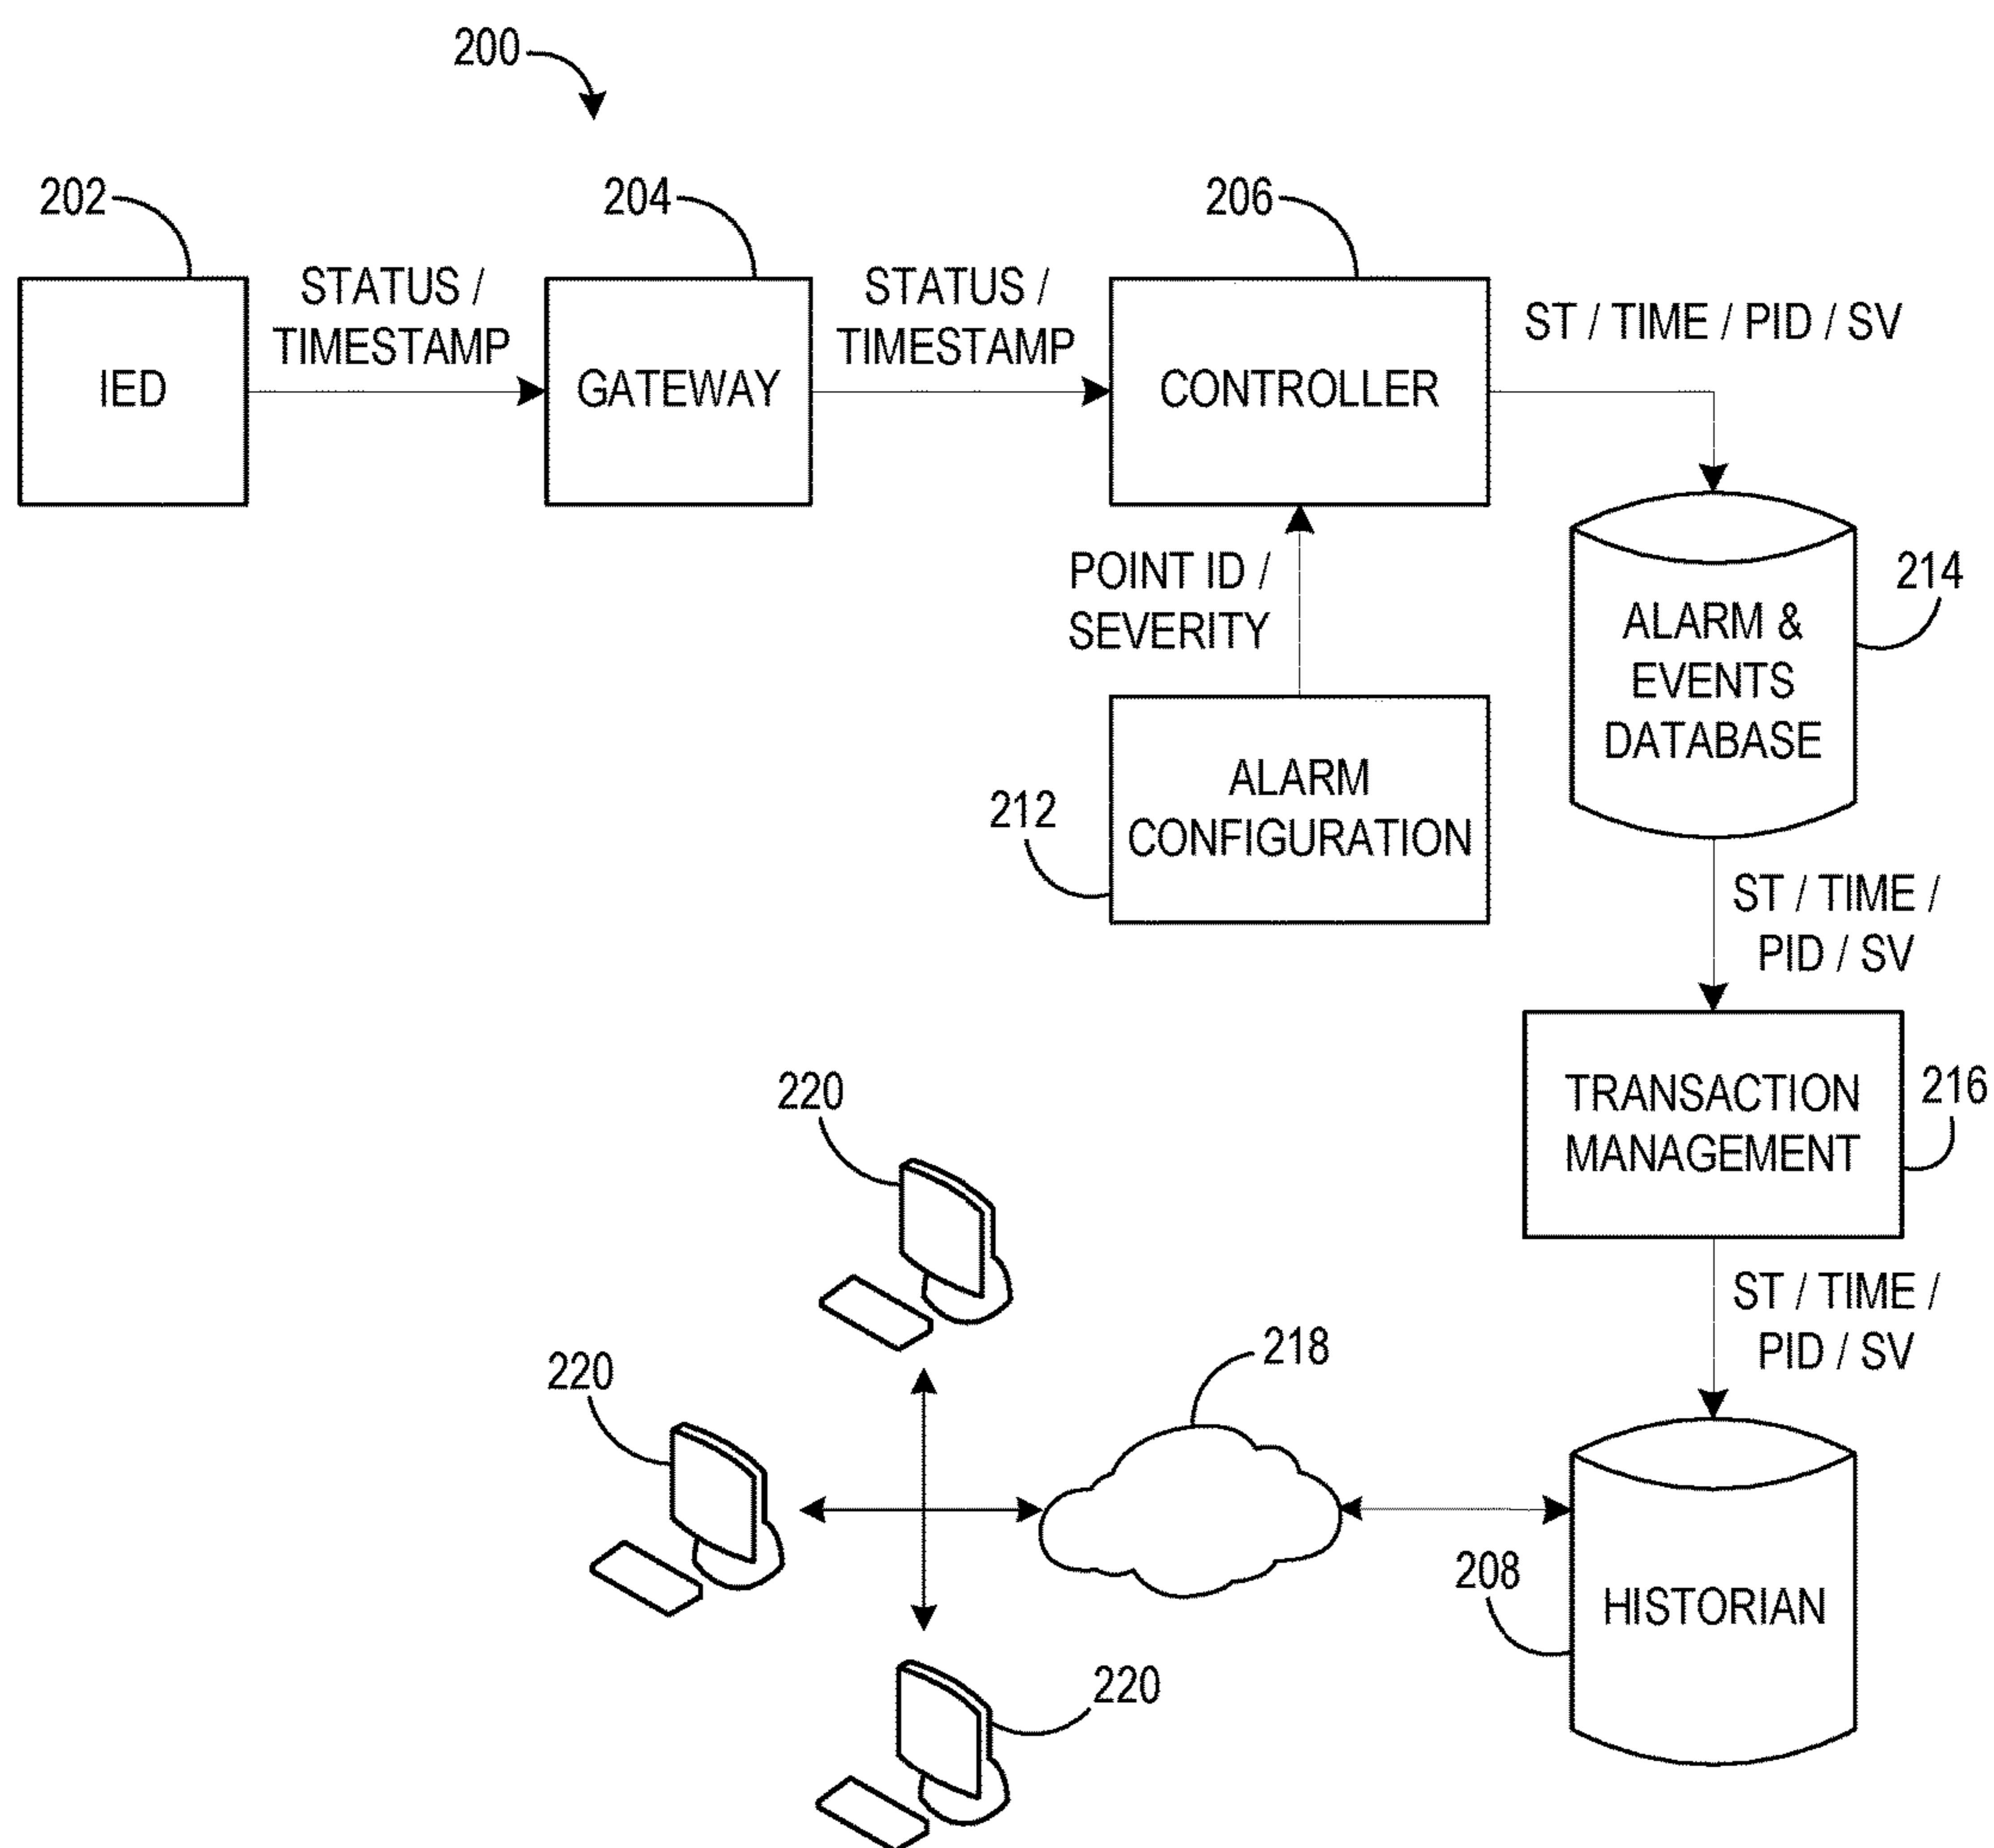 200
202
204
206
STATUS /
TIMESTAMP
STATUS /
TIMESTAMP
ST / TIME / PID / SV
IED
GATEWAY
CONTROLLER
POINT ID /
SEVERITY
214
ALARM &
EVENTS
DATABASE
212
ALARM
CONFIGURATION
ST / TIME /
PID / SV
TRANSACTION
MANAGEMENT
216
220
ST / TIME /
PID / SV
218
220
208
HISTORIAN
220